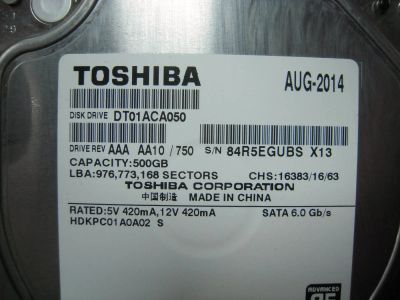 TOSHIBA AUG-2014
DISK DRIVE DT01ACA050
DRIVE REV AAA AA10 / 750 S/N 84R5EGUBS X13
CAPACITY:500GB
LBA:976,773,168 SECTORS CHS:16383/16/63
TOSHIBA CORPORATION
中国制造 MADE IN CHINA
RATED:5V 420mA,12V 420mA SATA 6.0 Gb/s
HDKPC01A0A02 S
ADVANCED